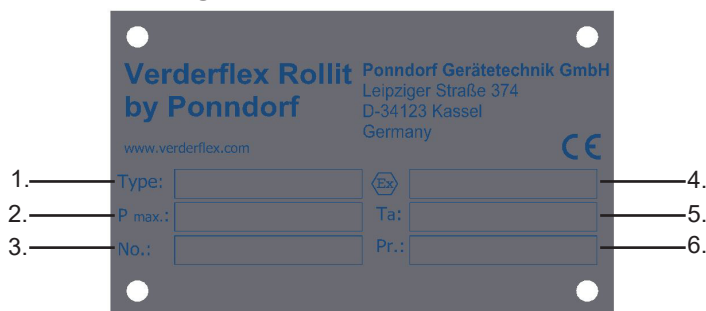 Verderflex Rollit
by Ponndorf
Ponndorf Gerätetechnik GmbH
Leipziger Straße 374
D-34123 Kassel
Germany
www.verderflex.com
CE
1. Type: Ex 4.
2. P max.: Ta: 5.
3. No.: Pr.: 6.